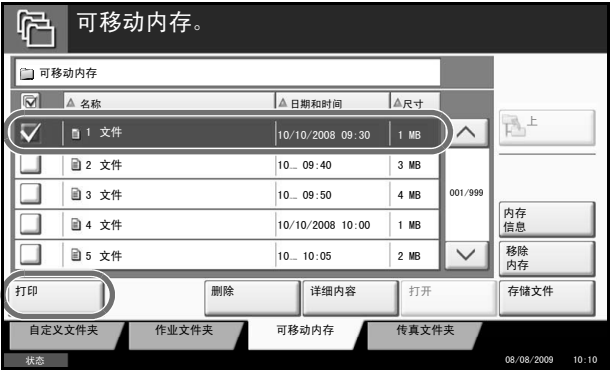 可移动内存。
可移动内存
名称 日期和时间 尺寸
1 文件 10/10/2008 09:30 1 MB
上
2 文件 10… 09:40 3 MB
3 文件 10… 09:50 4 MB
001/999
4 文件 10/10/2008 10:00 1 MB
内存
信息
5 文件 10… 10:05 2 MB
移除
内存
打印 删除 详细内容 打开 存储文件
自定义文件夹 作业文件夹 可移动内存 传真文件夹
状态 08/08/2009 10:10